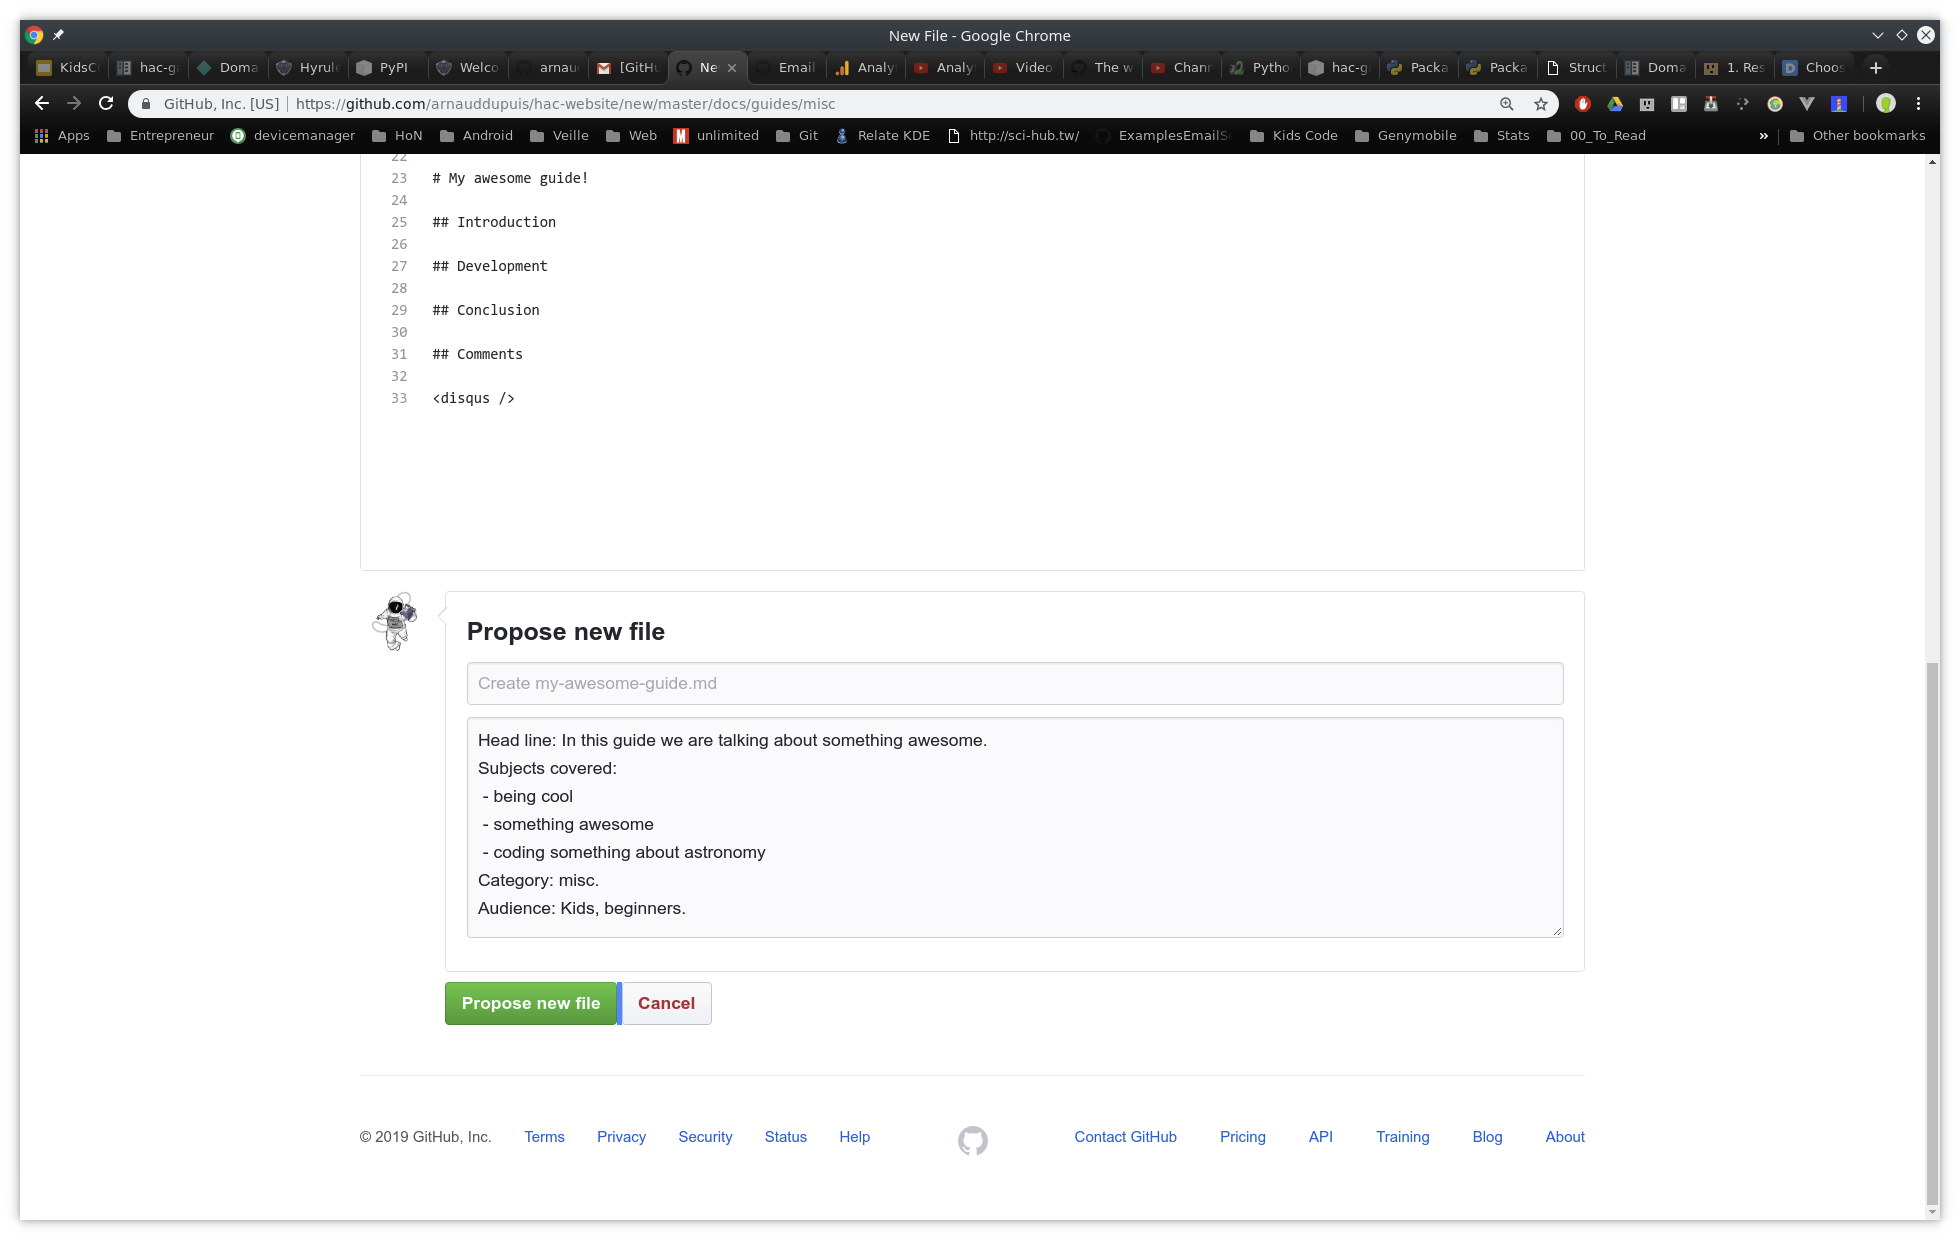 New File - Google Chrome
KidsC hac-g Doma Hyrule PyPI Welco arnau [GitHu Ne Email Analy Analy Video The w Chann Pytho hac-g Packa Packa Struct Doma 1. Res Choos
GitHub, Inc. [US] https://github.com/arnauddupuis/hac-website/new/master/docs/guides/misc
Apps Entrepreneur devicemanager HoN Android Veille Web unlimited Git Relate KDE http://sci-hub.tw/ ExamplesEmailS Kids Code Genymobile Stats 00_To_Read » Other bookmarks
22
23 # My awesome guide!
24
25 ## Introduction
26
27 ## Development
28
29 ## Conclusion
30
31 ## Comments
32
33 <disqus />
Propose new file
Create my-awesome-guide.md
Head line: In this guide we are talking about something awesome.
Subjects covered:
- being cool
- something awesome
- coding something about astronomy
Category: misc.
Audience: Kids, beginners.
Propose new file Cancel
© 2019 GitHub, Inc. Terms Privacy Security Status Help Contact GitHub Pricing API Training Blog About